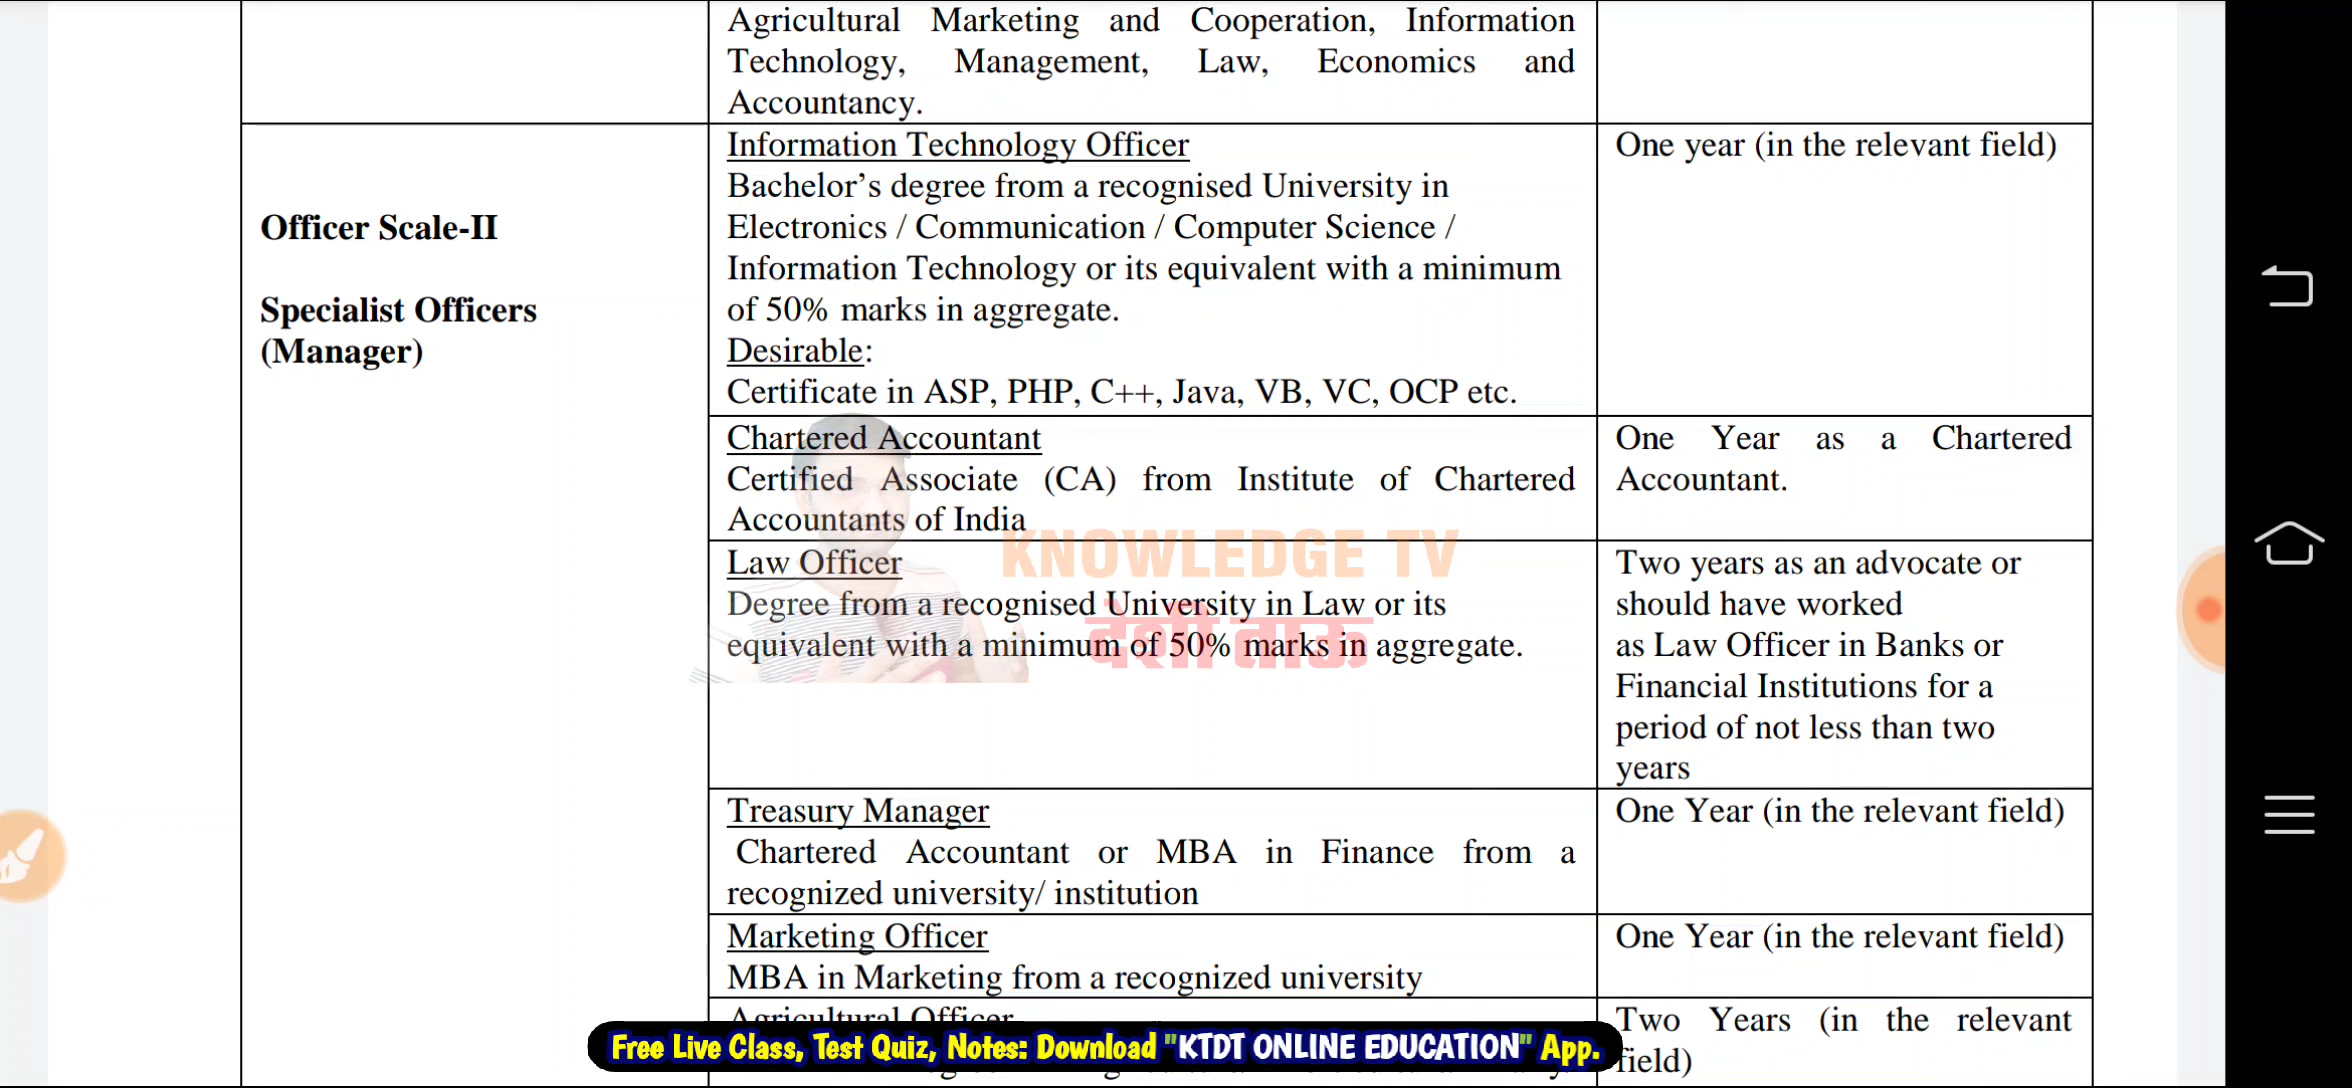 Agricultural Marketing and Cooperation, Information
Technology, Management, Law, Economics and
Accountancy.
Officer Scale-II
Specialist Officers
(Manager)
Information Technology Officer
Bachelor’s degree from a recognised University in
Electronics / Communication / Computer Science /
Information Technology or its equivalent with a minimum
of 50% marks in aggregate.
Desirable:
Certificate in ASP, PHP, C++, Java, VB, VC, OCP etc.
One year (in the relevant field)
Chartered Accountant
Certified Associate (CA) from Institute of Chartered
Accountants of India
One Year as a Chartered
Accountant.
Law Officer
Degree from a recognised University in Law or its
equivalent with a minimum of 50% marks in aggregate.
Two years as an advocate or
should have worked
as Law Officer in Banks or
Financial Institutions for a
period of not less than two
years
KNOWLEDGE TV
देशी ताऊ
Treasury Manager
Chartered Accountant or MBA in Finance from a
recognized university/ institution
One Year (in the relevant field)
Marketing Officer
MBA in Marketing from a recognized university
One Year (in the relevant field)
Agricultural Officer
Two Years (in the relevant
field)
Free Live Class, Test Quiz, Notes: Download "KTDT ONLINE EDUCATION" App.